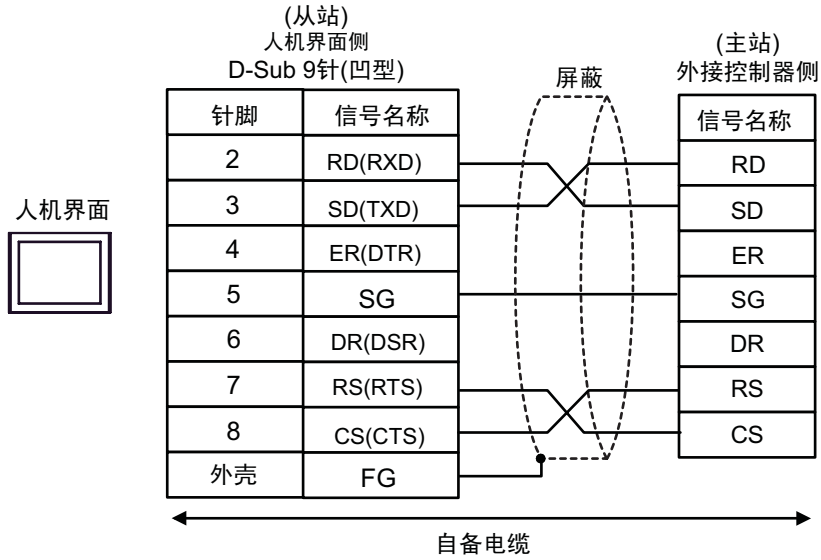 (从站)
人机界面侧
D-Sub 9针(凹型)
(主站)
外接控制器侧
屏蔽
针脚 信号名称 信号名称
2 RD(RXD) RD
3 SD(TXD) SD
人机界面
4 ER(DTR) ER
5 SG SG
6 DR(DSR) DR
7 RS(RTS) RS
8 CS(CTS) CS
外壳 FG
自备电缆